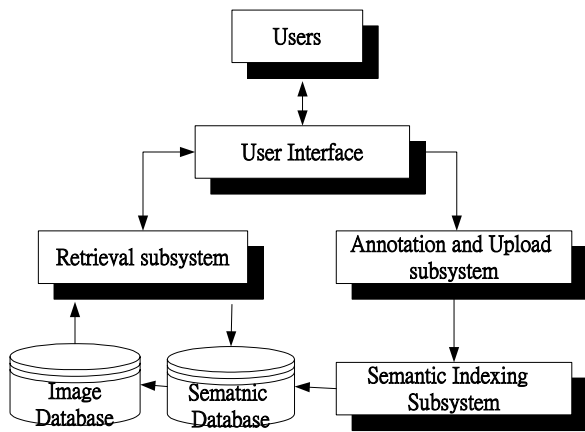 Users
User Interface
Retrieval subsystem
Annotation and Upload
subsystem
Image
Database
Sematnic
Database
Semantic Indexing
Subsystem